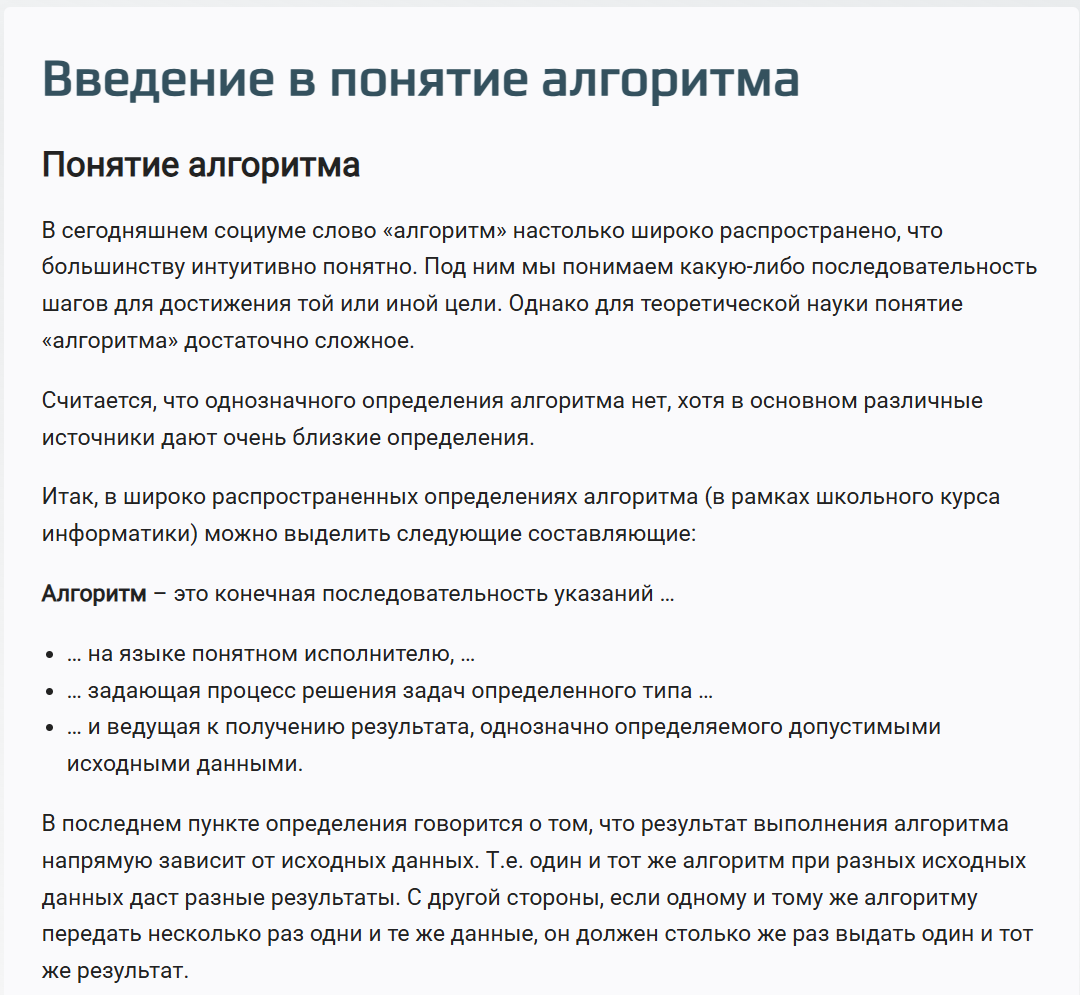 Введение в понятие алгоритма
Понятие алгоритма
В сегодняшнем социуме слово «алгоритм» настолько широко распространено, что
большинству интуитивно понятно. Под ним мы понимаем какую-либо последовательность
шагов для достижения той или иной цели. Однако для теоретической науки понятие
«алгоритма» достаточно сложное.
Считается, что однозначного определения алгоритма нет, хотя в основном различные
источники дают очень близкие определения.
Итак, в широко распространенных определениях алгоритма (в рамках школьного курса
информатики) можно выделить следующие составляющие:
Алгоритм – это конечная последовательность указаний …
• … на языке понятном исполнителю, …
• … задающая процесс решения задач определенного типа …
• … и ведущая к получению результата, однозначно определяемого допустимыми
исходными данными.
В последнем пункте определения говорится о том, что результат выполнения алгоритма
напрямую зависит от исходных данных. Т.е. один и тот же алгоритм при разных исходных
данных даст разные результаты. С другой стороны, если одному и тому же алгоритму
передать несколько раз одни и те же данные, он должен столько же раз выдать один и тот
же результат.